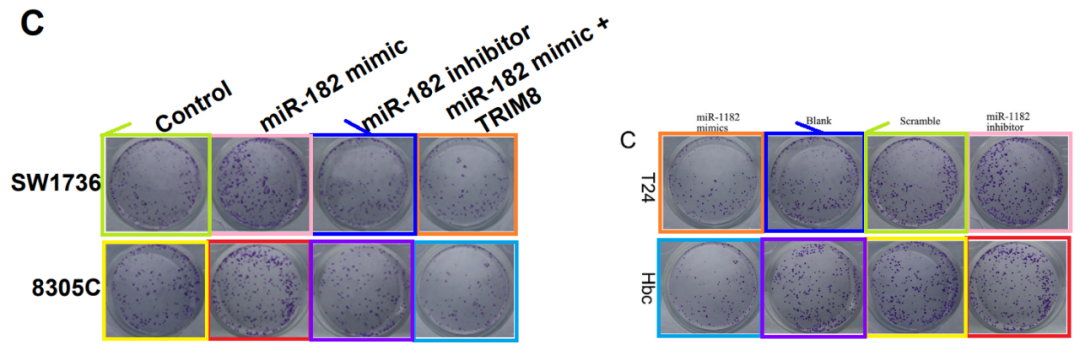 C
Control
miR-182 mimic
miR-182 inhibitor
miR-182 mimic +
TRIM8
SW1736
8305C
C
miR-1182
mimics
Blank
Scramble
miR-1182
inhibitor
T24
Hbc